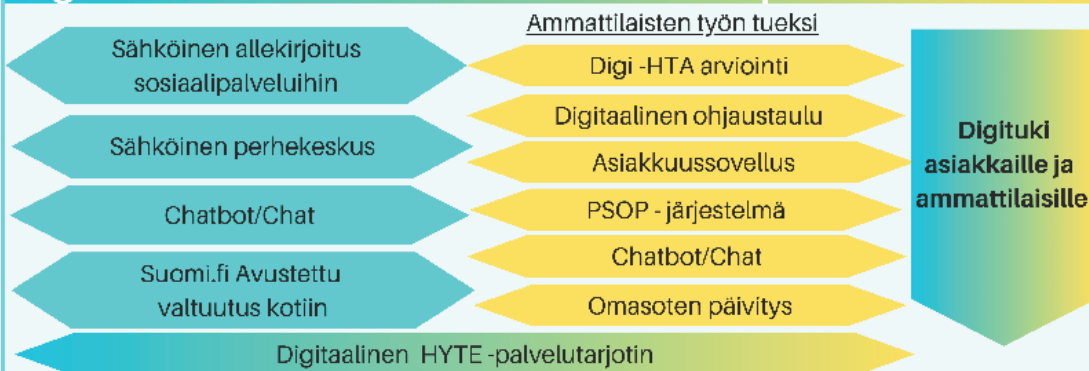 Sähköinen allekirjoitus
sosiaalipalveluihin
Sähköinen perhekeskus
Chatbot/Chat
Suomi.fi Avustettu
valtuutus kotiin
Ammattilaisten työn tueksi
Digi -HTA arviointi
Digitaalinen ohjaustaulu
Asiakkuussovellus
PSOP - järjestelmä
Chatbot/Chat
Omasoten päivitys
Digitaalinen HYTE -palvelutarjotin
Digituki
asiakkaille ja
ammattilaisille